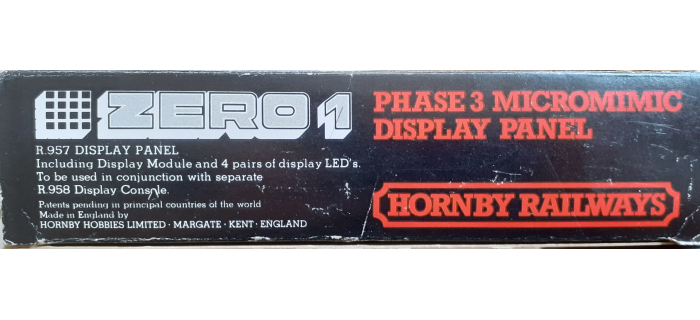 ZERO 1
R.957 DISPLAY PANEL
Including Display Module and 4 pairs of display LED's.
To be used in conjunction with separate
R.958 Display Console.
Patents pending in principal countries of the world
Made in England by
HORNBY HOBBIES LIMITED · MARGATE · KENT · ENGLAND
PHASE 3 MICROMIMIC
DISPLAY PANEL
HORNBY RAILWAYS